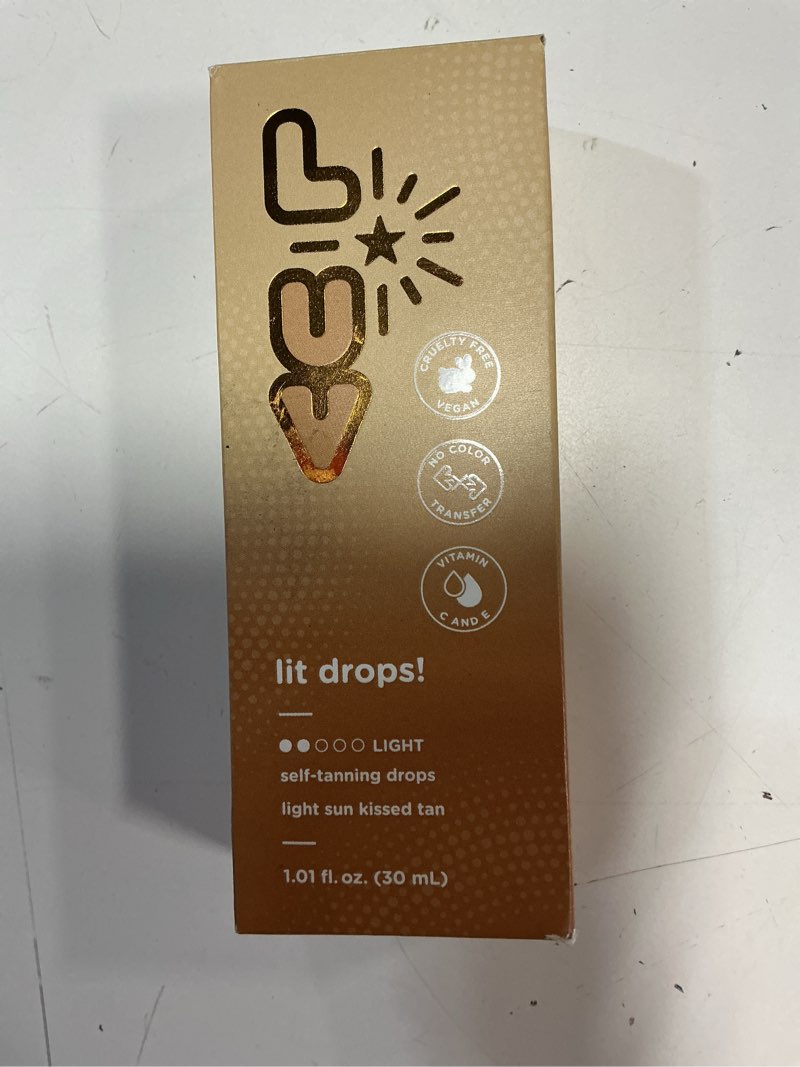 CRUELTY FREE
VEGAN
NO COLOR
TRANSFER
VITAMIN
C AND E
lit drops!
LIGHT
self-tanning drops
light sun kissed tan
1.01 fl. oz. (30 mL)